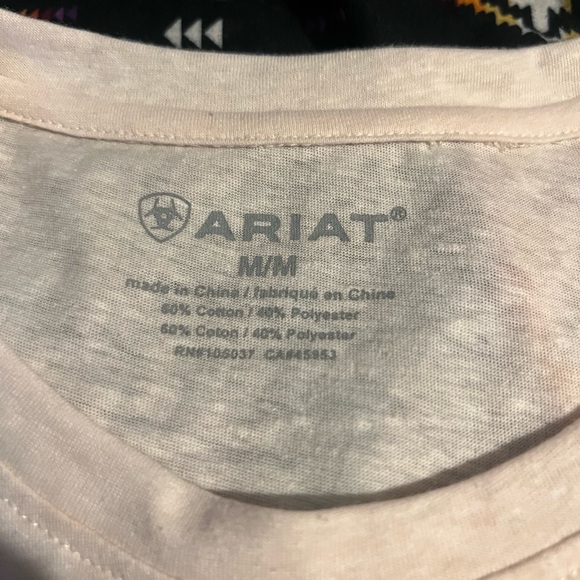 ARIAT®
M/M
made in China / fabriqué en Chine
60% Cotton / 40% Polyester
60% Coton / 40% Polyester
RN#105037 CA#45953